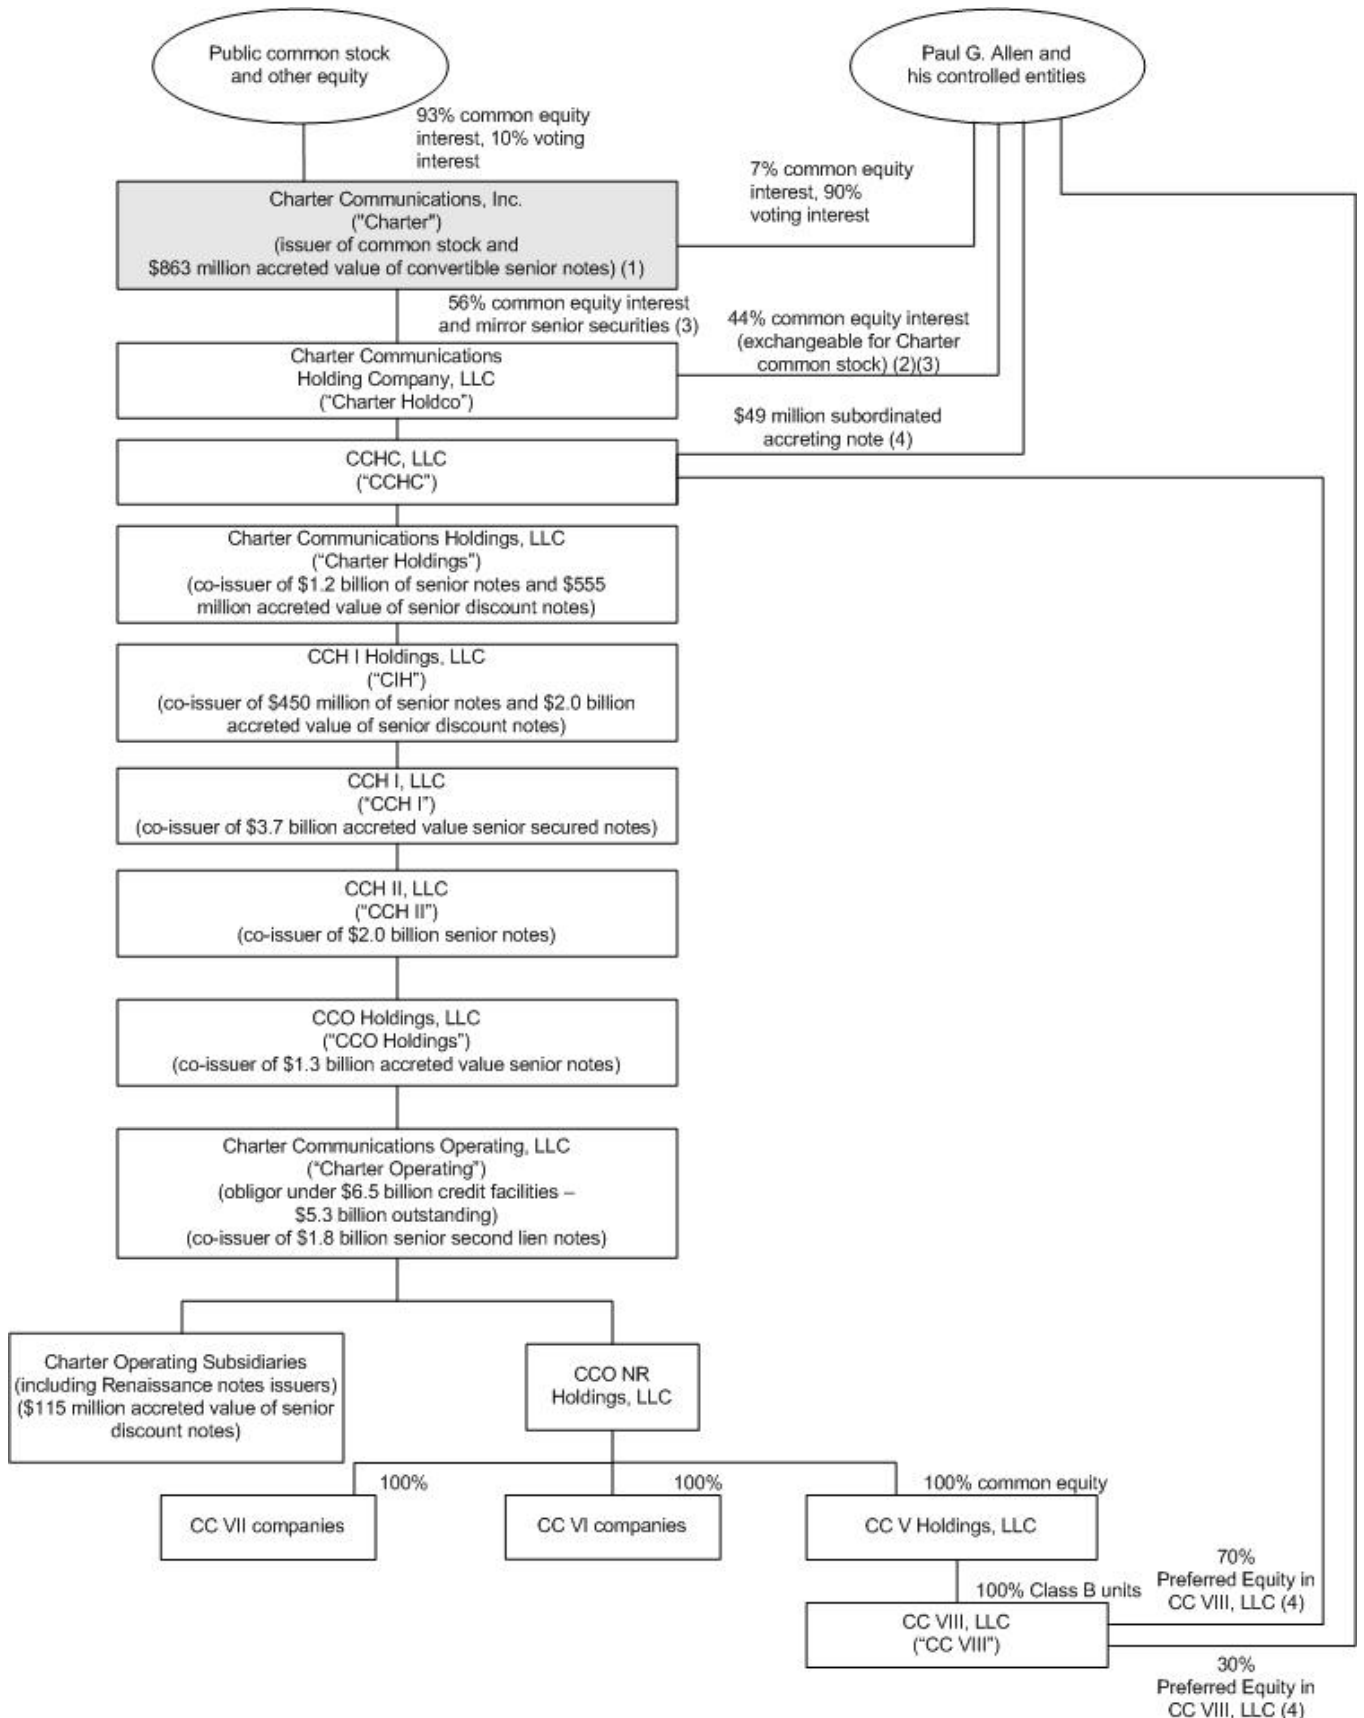 Public common stock
and other equity
Paul G. Allen and
his controlled entities
93% common equity
interest, 10% voting
interest
7% common equity
interest, 90%
voting interest
Charter Communications, Inc.
("Charter")
(issuer of common stock and
$863 million accreted value of convertible senior notes) (1)
56% common equity interest
and mirror senior securities (3)
44% common equity interest
(exchangeable for Charter
common stock) (2)(3)
Charter Communications
Holding Company, LLC
(“Charter Holdco”)
$49 million subordinated
accreting note (4)
CCHC, LLC
(“CCHC”)
Charter Communications Holdings, LLC
(“Charter Holdings")
(co-issuer of $1.2 billion of senior notes and $555
million accreted value of senior discount notes)
CCH I Holdings, LLC
(“CIH”)
(co-issuer of $450 million of senior notes and $2.0 billion
accreted value of senior discount notes)
CCH I, LLC
(“CCH I”)
(co-issuer of $3.7 billion accreted value senior secured notes)
CCH II, LLC
(“CCH II”)
(co-issuer of $2.0 billion senior notes)
CCO Holdings, LLC
("CCO Holdings”)
(co-issuer of $1.3 billion accreted value senior notes)
Charter Communications Operating, LLC
(“Charter Operating”)
(obligor under $6.5 billion credit facilities –
$5.3 billion outstanding)
(co-issuer of $1.8 billion senior second lien notes)
Charter Operating Subsidiaries
(including Renaissance notes issuers)
($115 million accreted value of senior
discount notes)
CCO NR
Holdings, LLC
100%
100%
100% common equity
CC VII companies
CC VI companies
CC V Holdings, LLC
100% Class B units
70%
Preferred Equity in
CC VIII, LLC (4)
CC VIII, LLC
(“CC VIII”)
30%
Preferred Equity in
CC VIII, LLC (4)